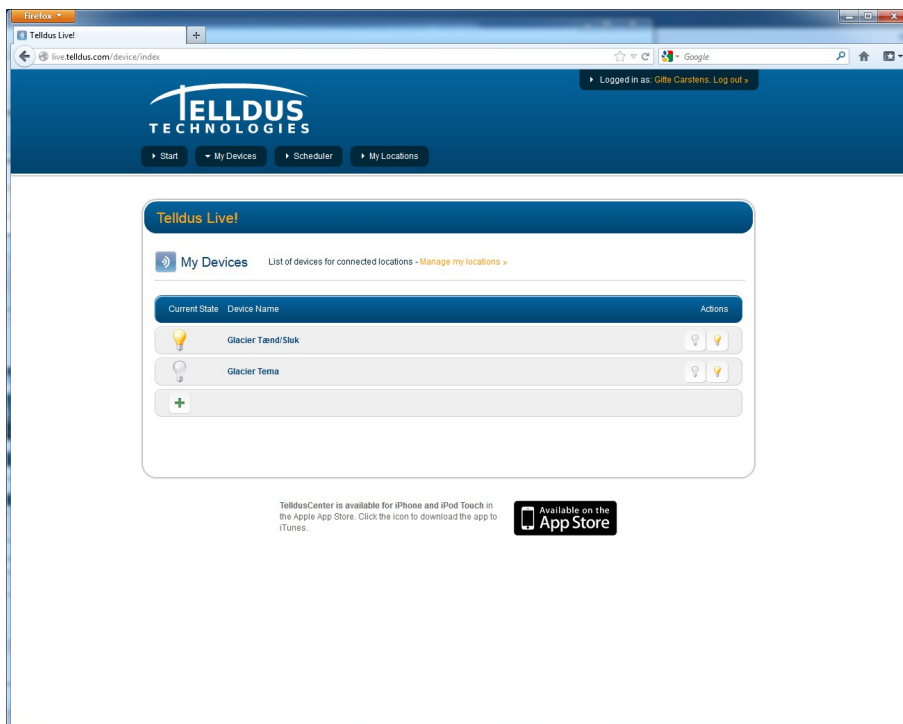 Firefox
Telldus Live!
live.telldus.com/device/index
Google
Logged in as: Gitte Carstens. Log out »
TELLDUS
TECHNOLOGIES
Start
My Devices
Scheduler
My Locations
Telldus Live!
My Devices
List of devices for connected locations - Manage my locations »
Current State
Device Name
Actions
Glacier Tænd/Sluk
Glacier Tema
TelldusCenter is available for iPhone and iPod Touch in
the Apple App Store. Click the icon to download the app to
iTunes.
Available on the
App Store